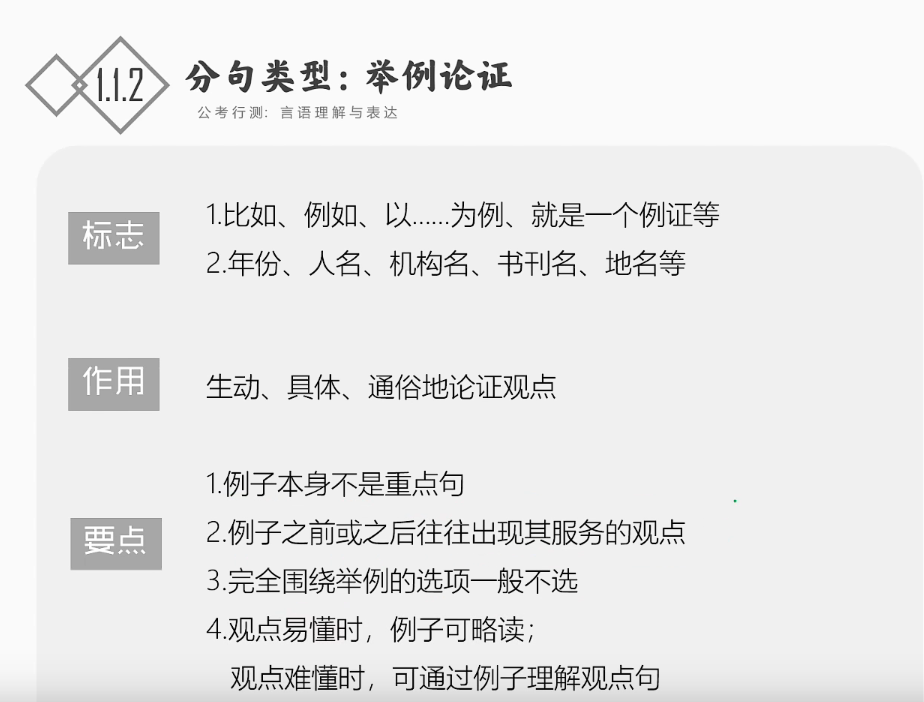 1.1.2
分句类型：举例论证
公考行测：言语理解与表达
标志
1.比如、例如、以……为例、就是一个例证等
2.年份、人名、机构名、书刊名、地名等
作用
生动、具体、通俗地论证观点
要点
1.例子本身不是重点句
2.例子之前或之后往往出现其服务的观点
3.完全围绕举例的选项一般不选
4.观点易懂时，例子可略读；
观点难懂时，可通过例子理解观点句